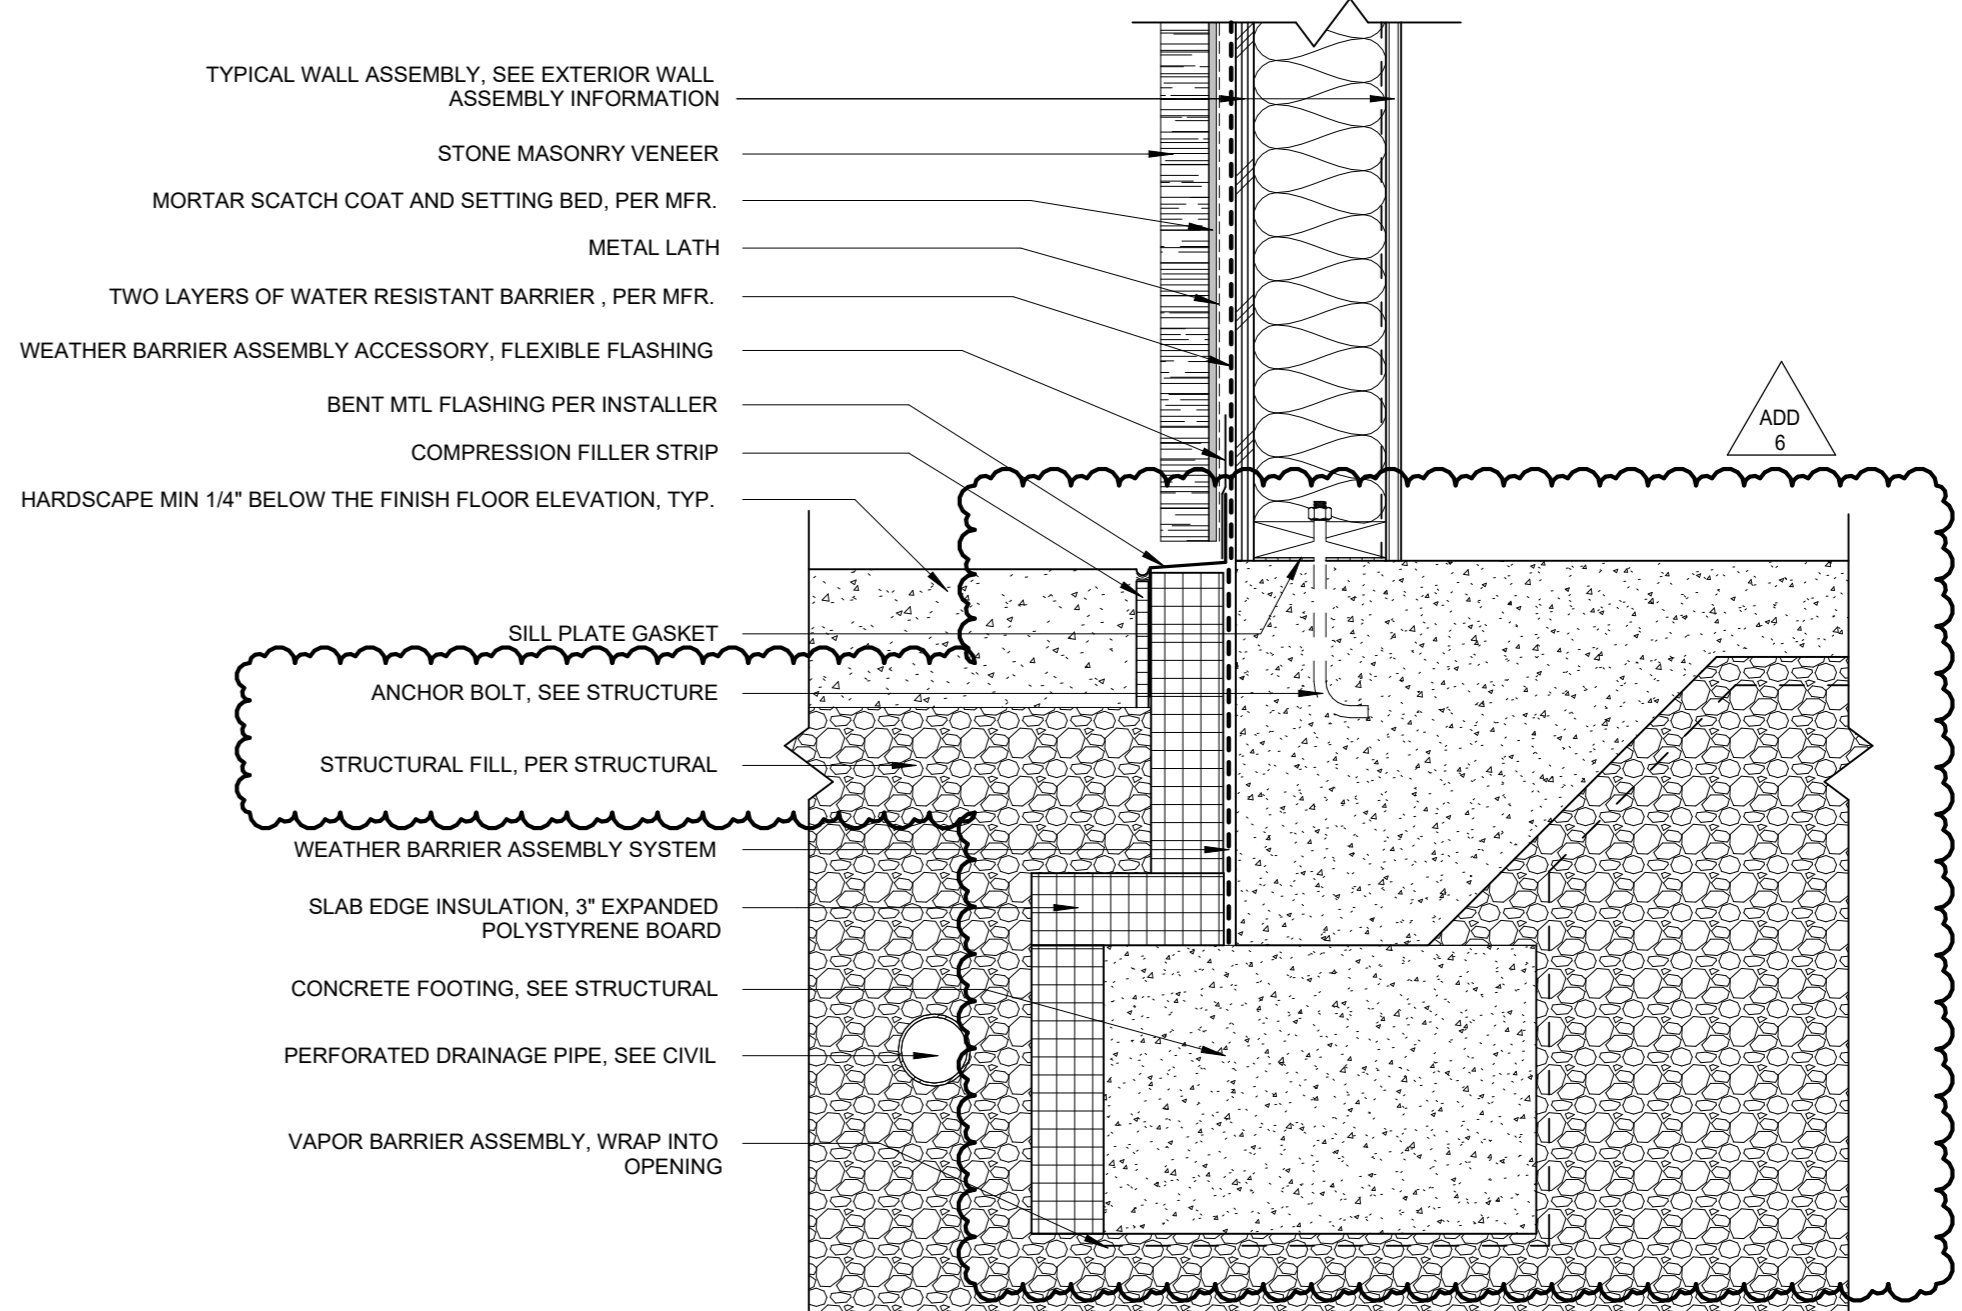 TYPICAL WALL ASSEMBLY, SEE EXTERIOR WALL
ASSEMBLY INFORMATION
STONE MASONRY VENEER
MORTAR SCATCH COAT AND SETTING BED, PER MFR.
METAL LATH
TWO LAYERS OF WATER RESISTANT BARRIER , PER MFR.
WEATHER BARRIER ASSEMBLY ACCESSORY, FLEXIBLE FLASHING
BENT MTL FLASHING PER INSTALLER
COMPRESSION FILLER STRIP
HARDSCAPE MIN 1/4" BELOW THE FINISH FLOOR ELEVATION, TYP.
SILL PLATE GASKET
ANCHOR BOLT, SEE STRUCTURE
STRUCTURAL FILL, PER STRUCTURAL
WEATHER BARRIER ASSEMBLY SYSTEM
SLAB EDGE INSULATION, 3" EXPANDED
POLYSTYRENE BOARD
CONCRETE FOOTING, SEE STRUCTURAL
PERFORATED DRAINAGE PIPE, SEE CIVIL
VAPOR BARRIER ASSEMBLY, WRAP INTO
OPENING
ADD
6